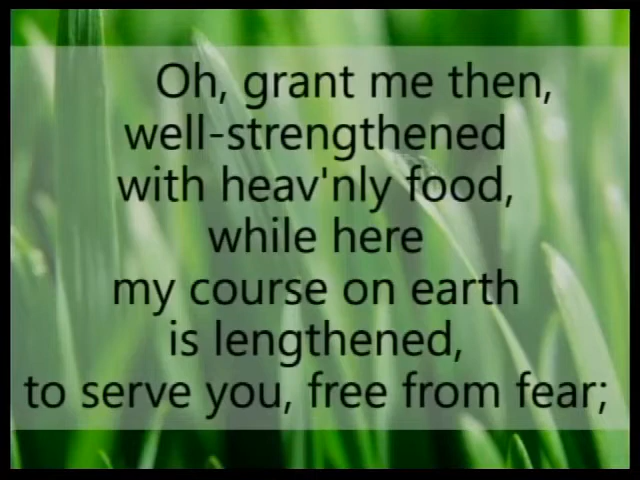 Oh, grant me then,
well-strengthened
with heav'nly food,
while here
my course on earth
is lengthened,
to serve you, free from fear;